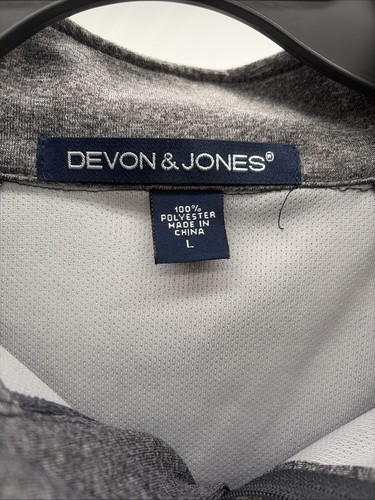 DEVON & JONES®
100%
POLYESTER
MADE IN
CHINA
L